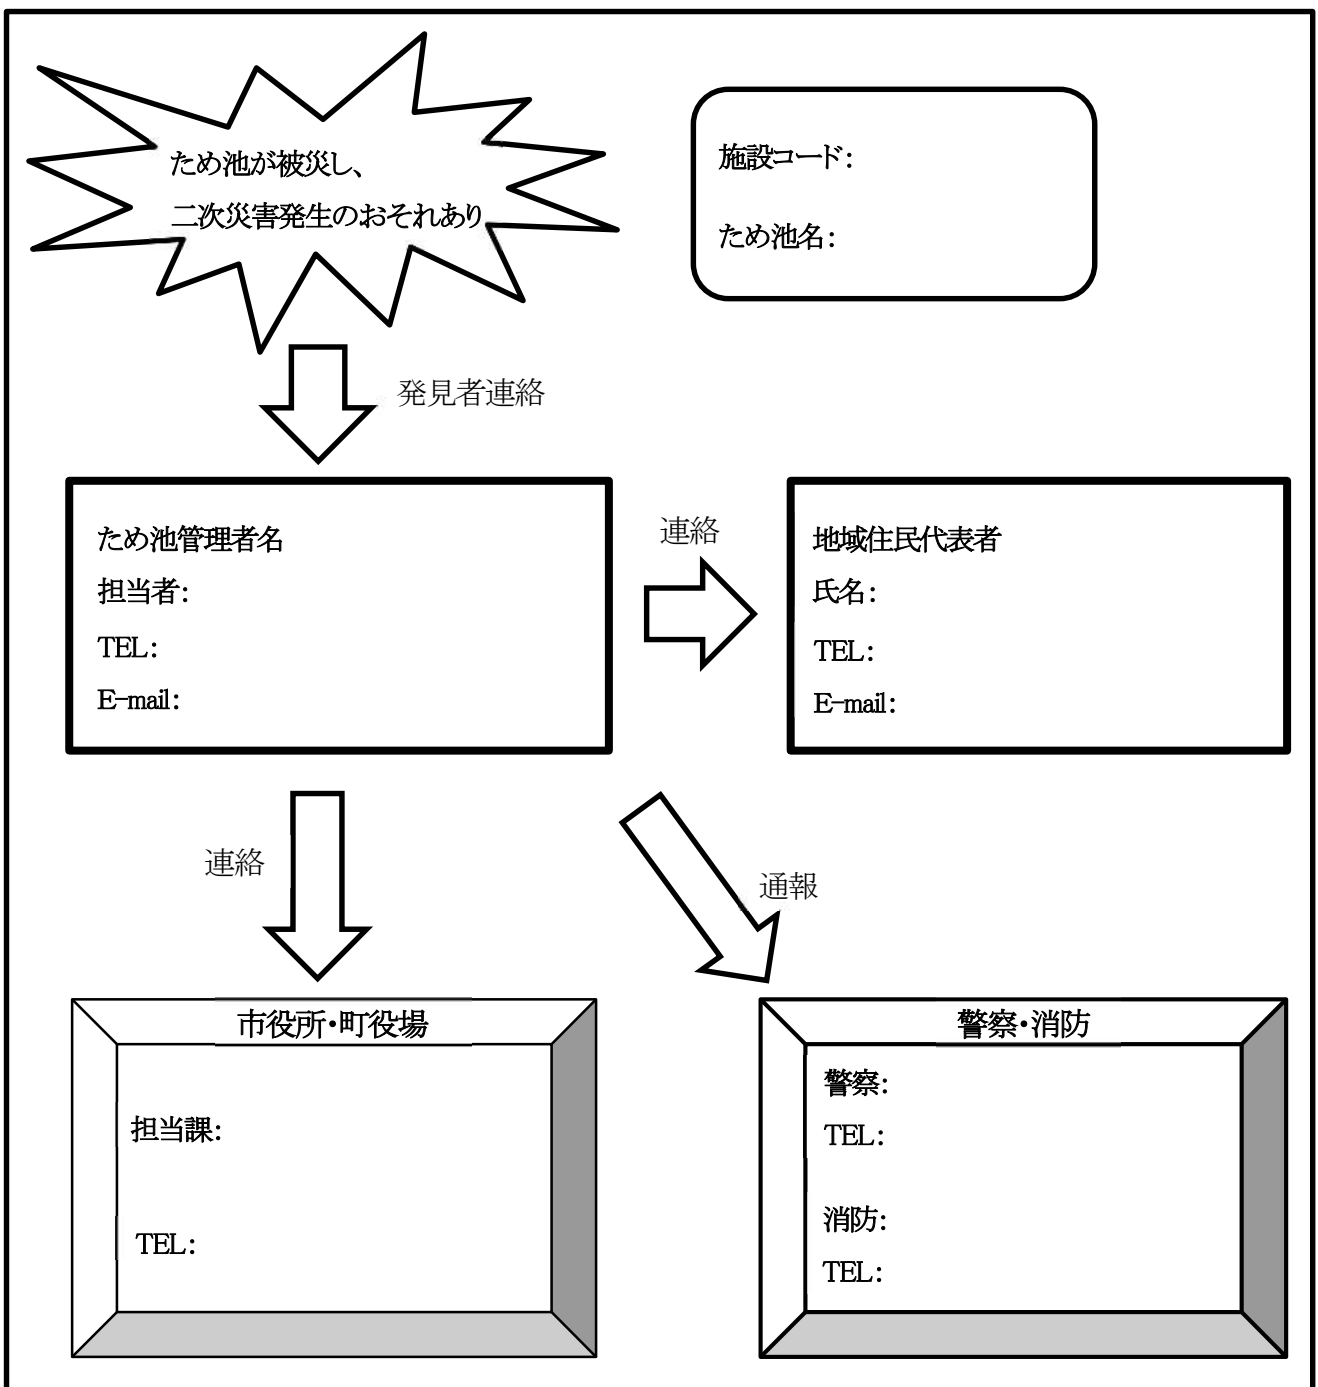 ため池が被災し、
二次災害発生のおそれあり
施設コード：
ため池名：
発見者連絡
ため池管理者名
担当者：
TEL：
E-mail：
連絡
地域住民代表者
氏名：
TEL：
E-mail：
連絡
通報
市役所・町役場
担当課：
TEL：
警察・消防
警察：
TEL：
消防：
TEL：